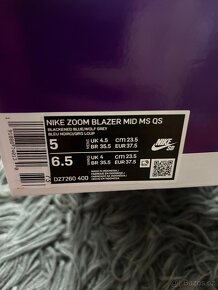 NIKE ZOOM BLAZER MID MS QS
BLACKENED BLUE/WOLF GREY
BLEU NOIRCI/GRIS LOUP
5 UK 4.5 CM 23.5
BR 35.5 EUR 37.5
6.5 UK 4 CM 23.5
BR 35.5 EUR 37.5
NIKE SB
DZ7260 400